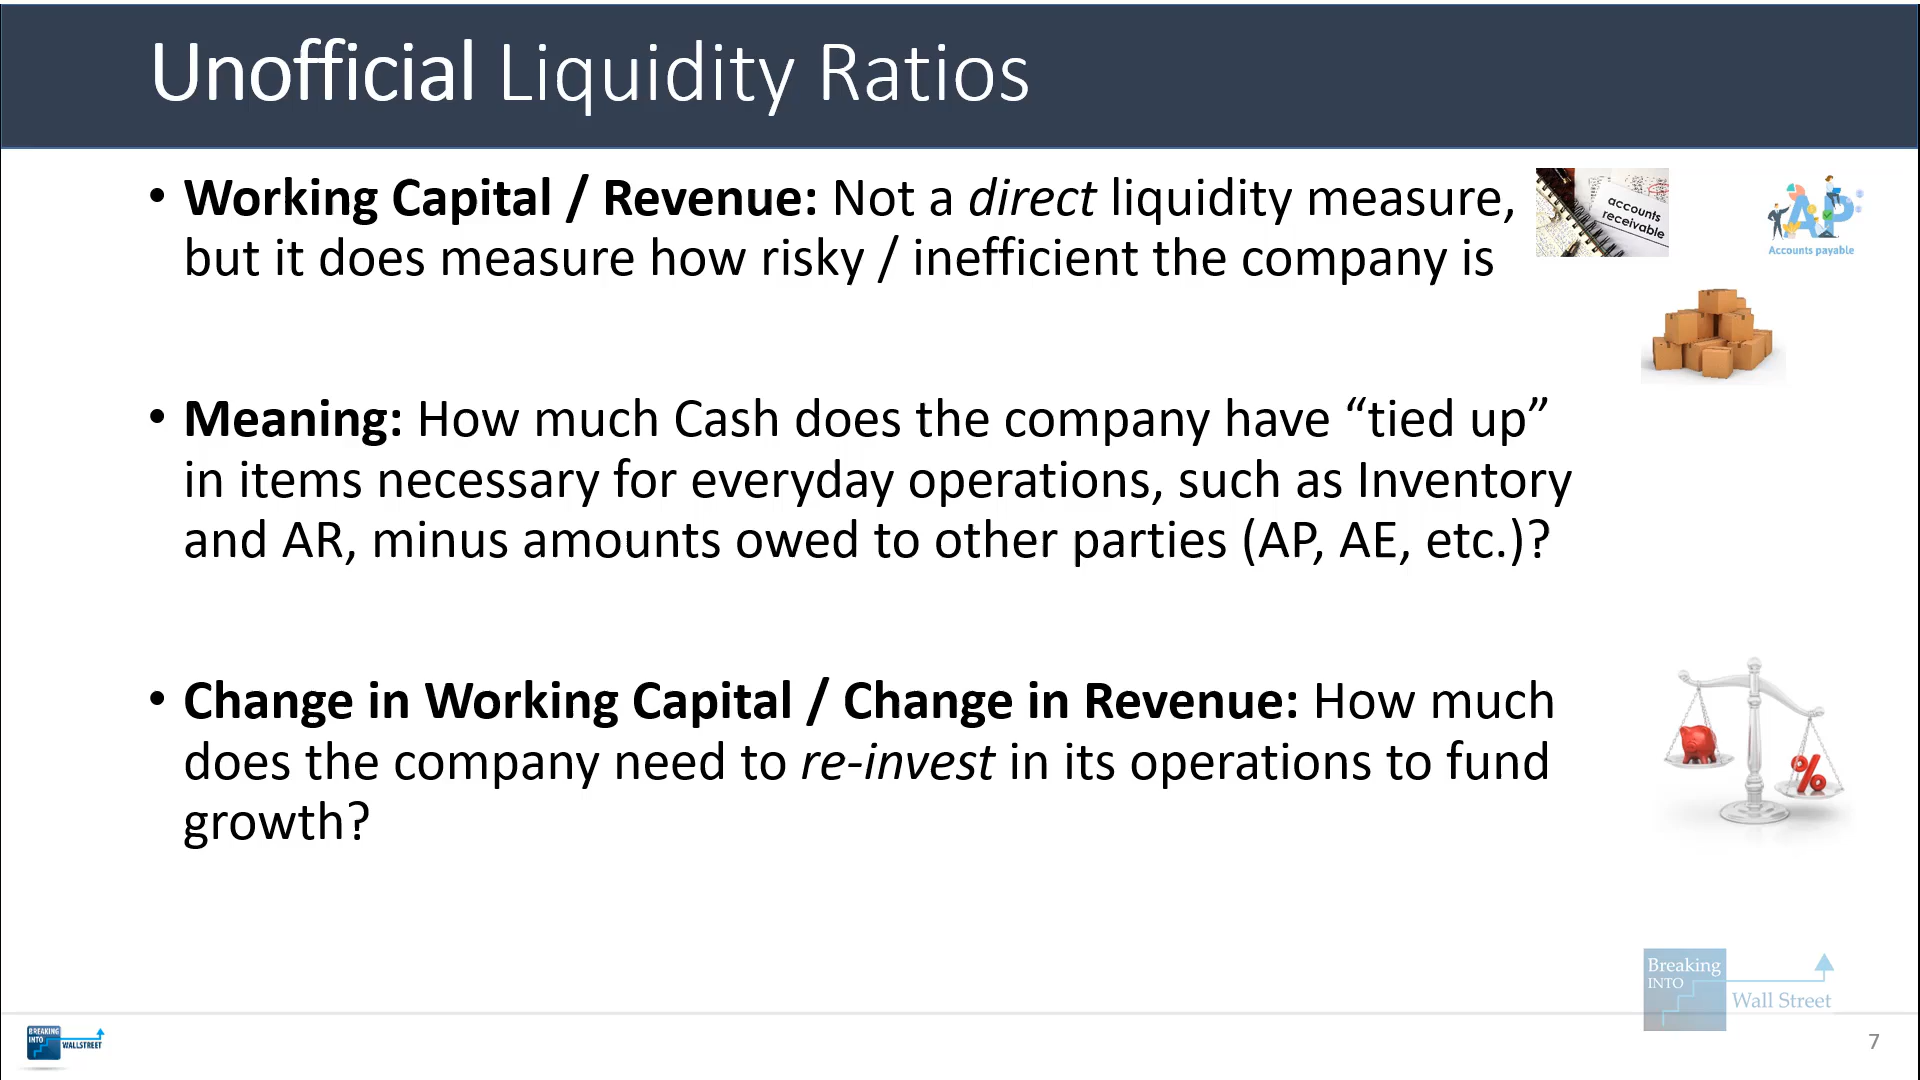 Unofficial Liquidity Ratios
• Working Capital / Revenue: Not a direct liquidity measure,
but it does measure how risky / inefficient the company is
accounts
receivable
AP
Accounts payable
• Meaning: How much Cash does the company have “tied up”
in items necessary for everyday operations, such as Inventory
and AR, minus amounts owed to other parties (AP, AE, etc.)?
• Change in Working Capital / Change in Revenue: How much
does the company need to re-invest in its operations to fund
growth?
%
Breaking
INTO
Wall Street
BREAKING
INTO
WALLSTREET
7